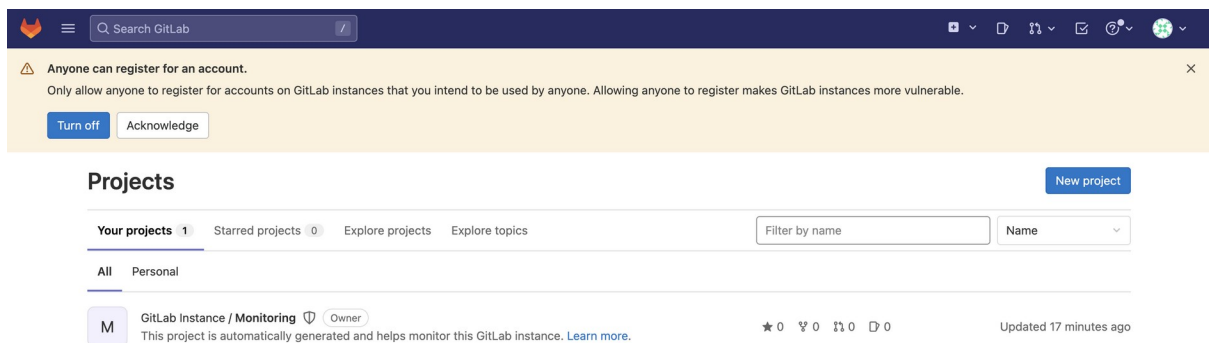 Search GitLab /
Anyone can register for an account.
Only allow anyone to register for accounts on GitLab instances that you intend to be used by anyone. Allowing anyone to register makes GitLab instances more vulnerable.
Turn off Acknowledge
Projects New project
Your projects 1 Starred projects 0 Explore projects Explore topics Filter by name Name
All Personal
M GitLab Instance / Monitoring Owner
This project is automatically generated and helps monitor this GitLab instance. Learn more.
0 0 0 0 Updated 17 minutes ago